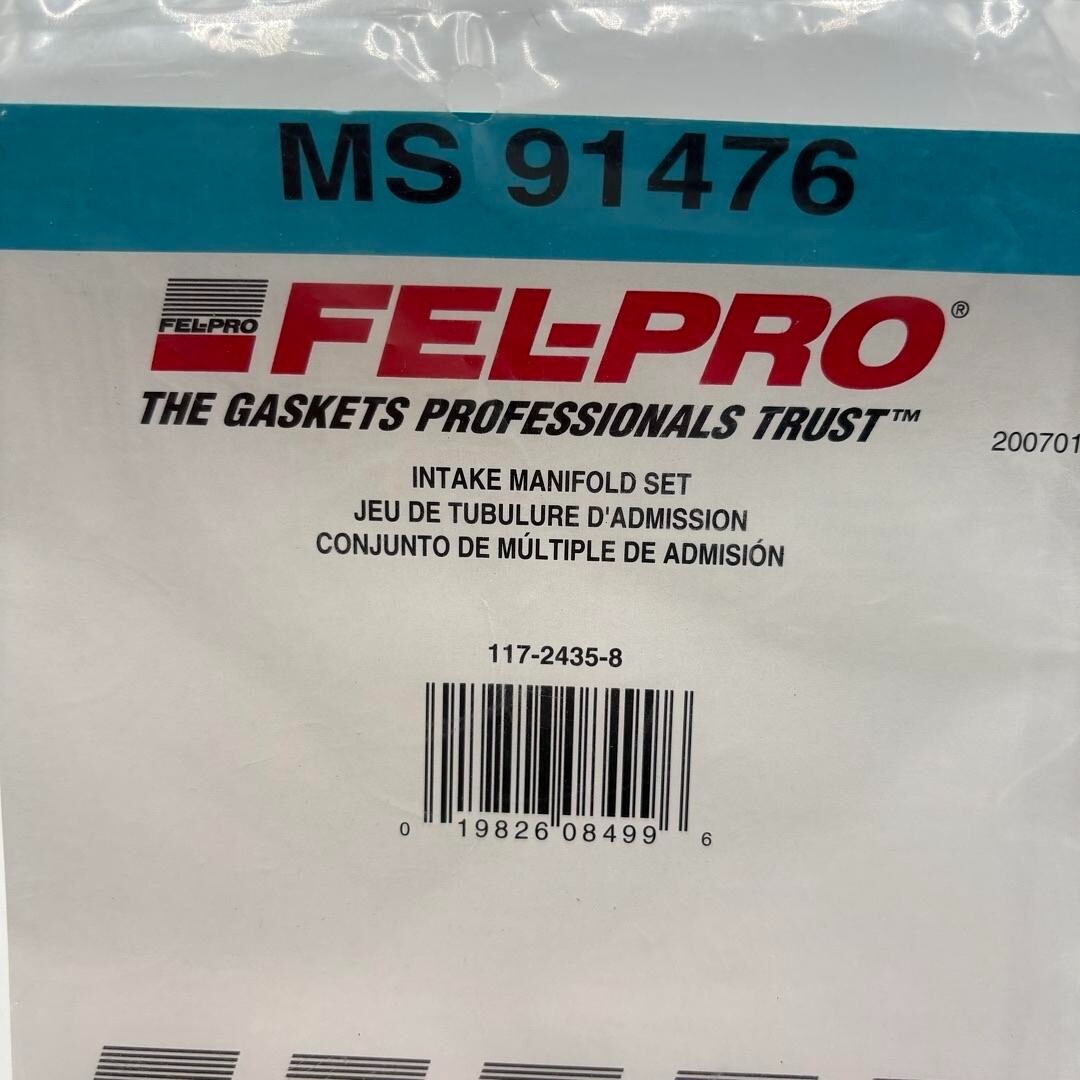 MS 91476
FEL-PRO
FEL-PRO®
THE GASKETS PROFESSIONALS TRUST™
200701
INTAKE MANIFOLD SET
JEU DE TUBULURE D'ADMISSION
CONJUNTO DE MÚLTIPLE DE ADMISIÓN
117-2435-8
0 19826 08499 6